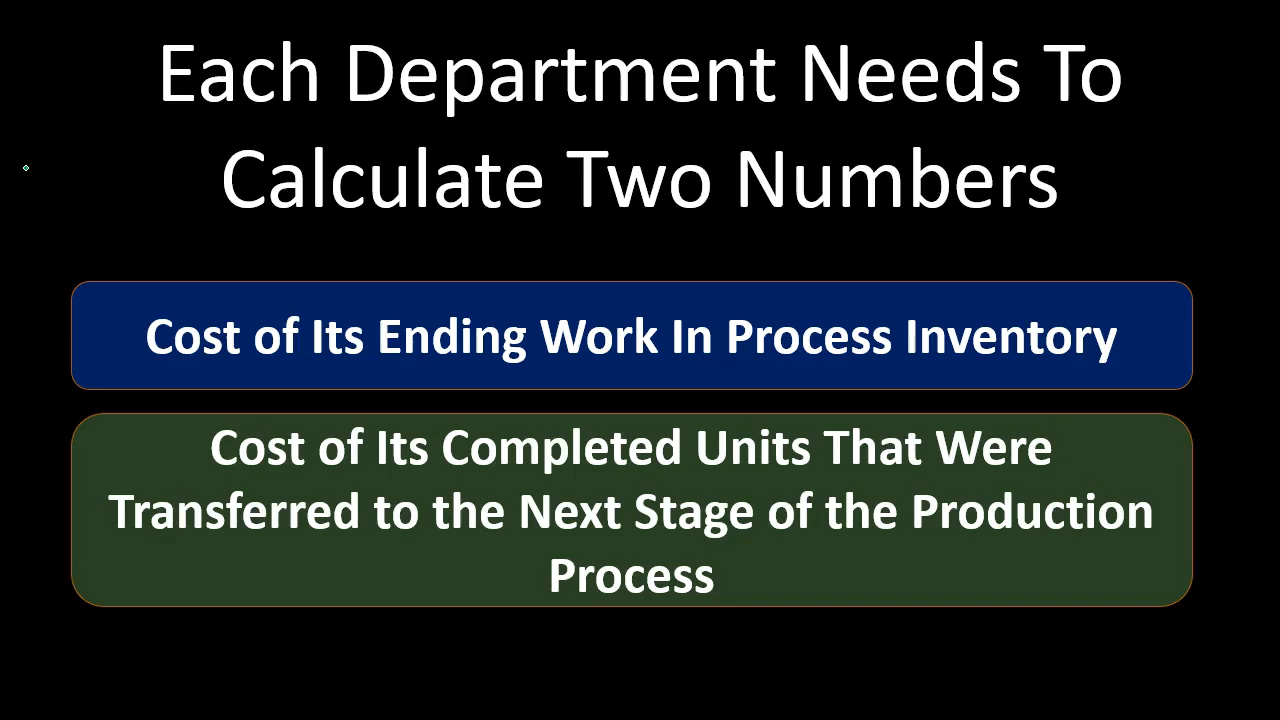 Each Department Needs To
Calculate Two Numbers
Cost of Its Ending Work In Process Inventory
Cost of Its Completed Units That Were
Transferred to the Next Stage of the Production
Process